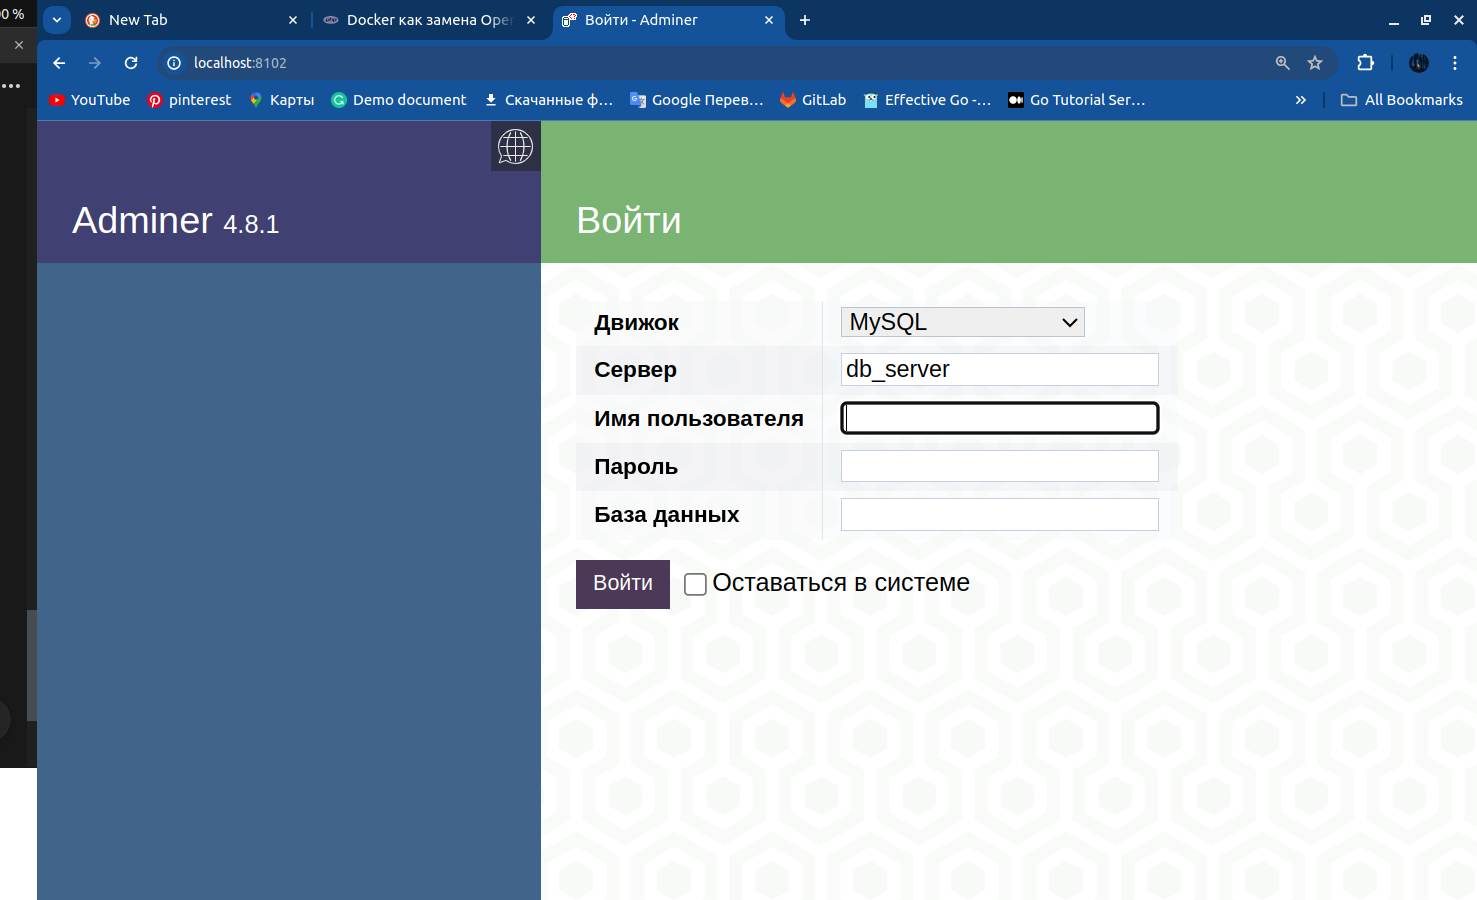 00 %
New Tab
Docker как замена Oper
Войти - Adminer
localhost:8102
YouTube
pinterest
Карты
Demo document
Скачанные ф...
Google Перев...
GitLab
Effective Go -...
Go Tutorial Ser...
All Bookmarks
Adminer 4.8.1
Войти
Движок
MySQL
Сервер
db_server
Имя пользователя
Пароль
База данных
Войти
Оставаться в системе